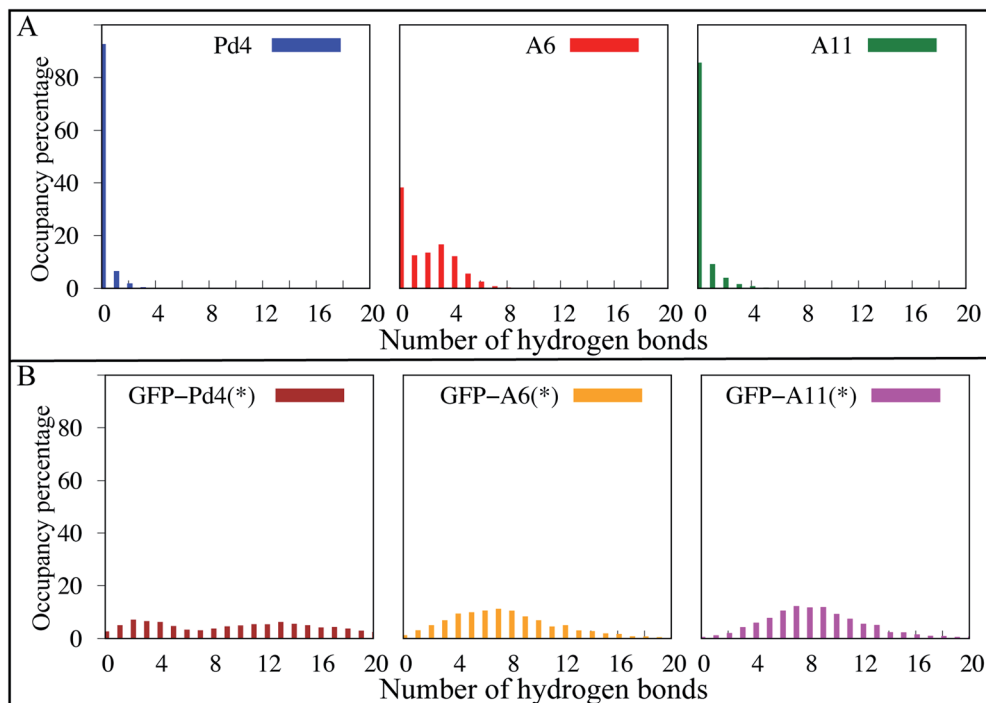 A
Pd4
A6
A11
Occupancy percentage
80
60
40
20
0
0 4 8 12 16 20
0 4 8 12 16 20
0 4 8 12 16 20
Number of hydrogen bonds
B
GFP−Pd4(*)
GFP−A6(*)
GFP−A11(*)
Occupancy percentage
80
60
40
20
0
0 4 8 12 16 20
0 4 8 12 16 20
0 4 8 12 16 20
Number of hydrogen bonds